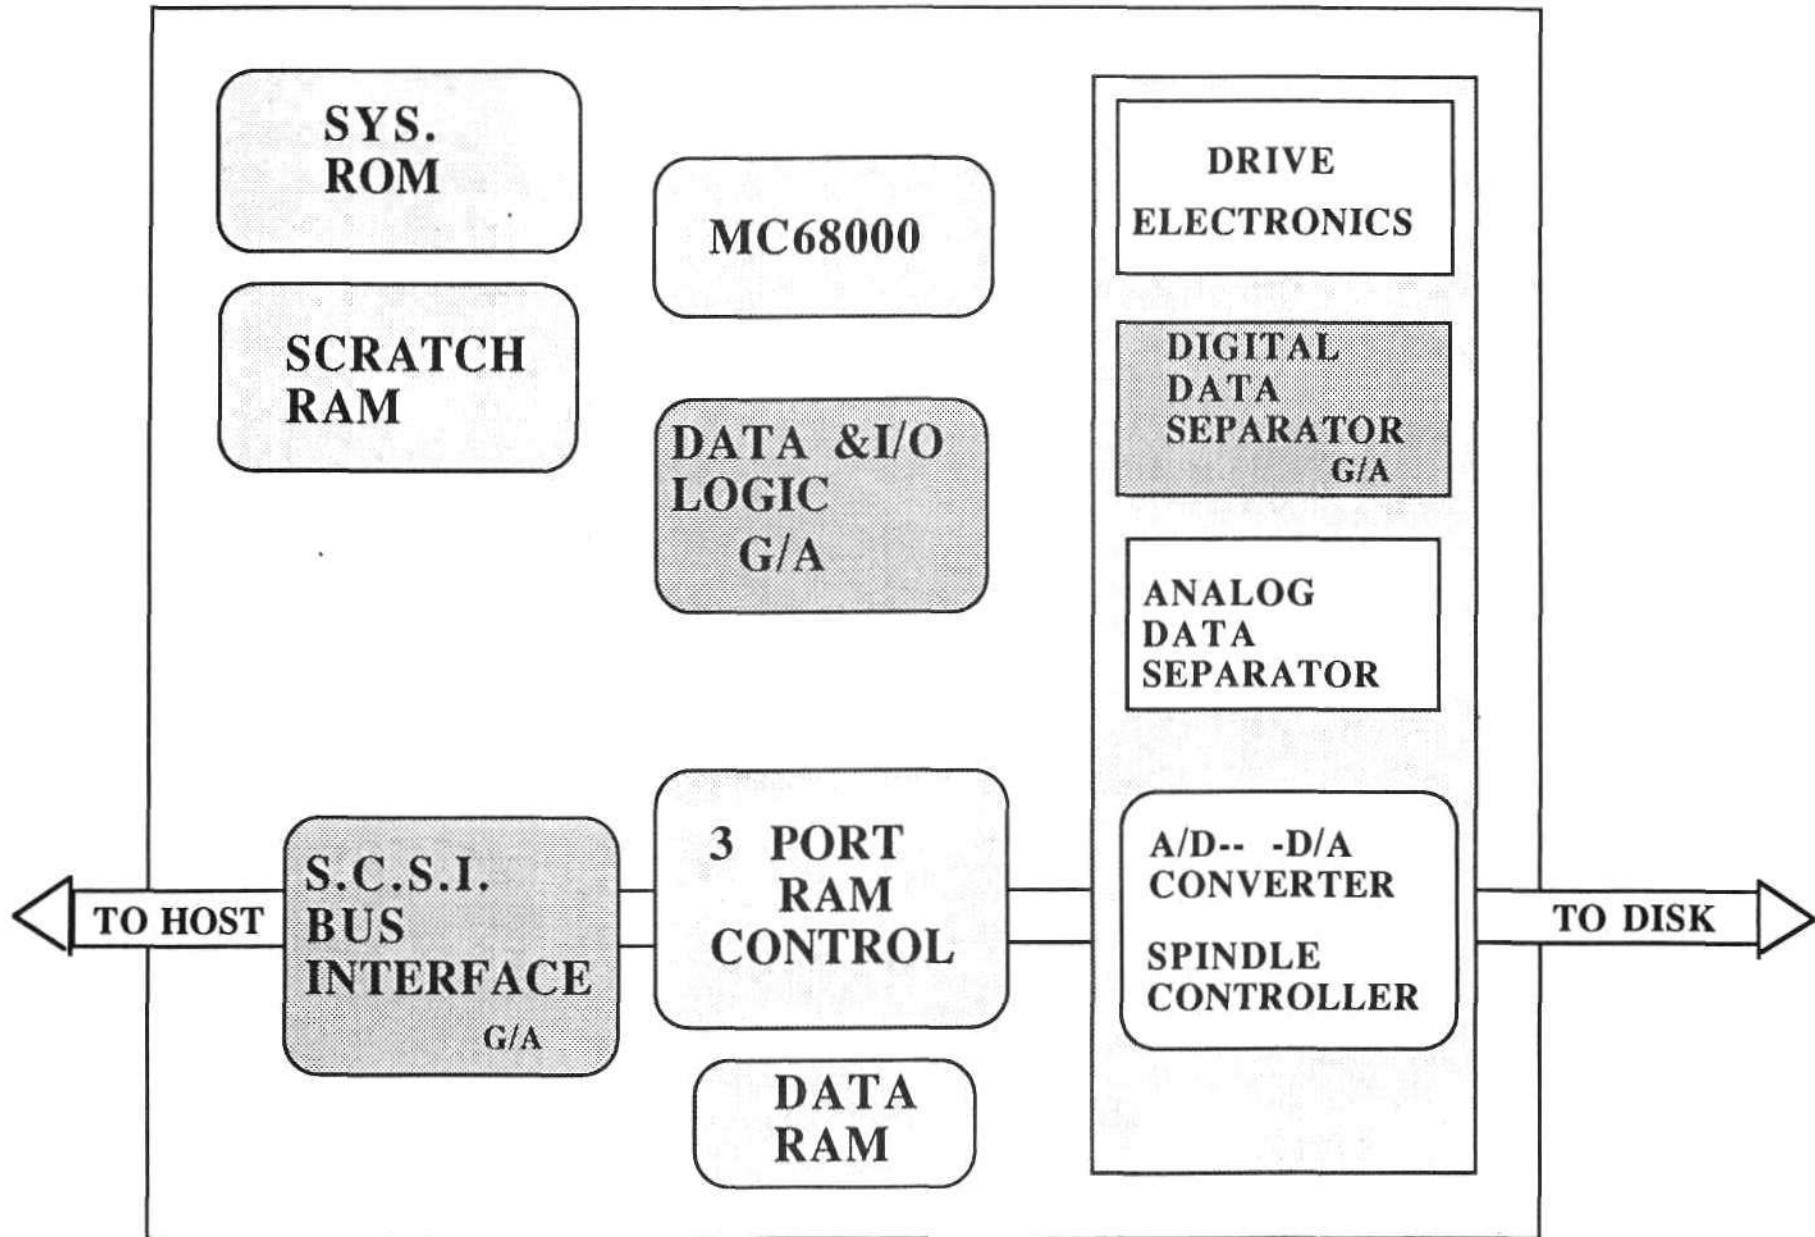 SYS.
ROM
SCRATCH
RAM
MC68000
DATA &I/O
LOGIC
G/A
DRIVE
ELECTRONICS
DIGITAL
DATA
SEPARATOR
G/A
ANALOG
DATA
SEPARATOR
TO HOST
S.C.S.I.
BUS
INTERFACE
G/A
3 PORT
RAM
CONTROL
DATA
RAM
A/D-- -D/A
CONVERTER
SPINDLE
CONTROLLER
TO DISK